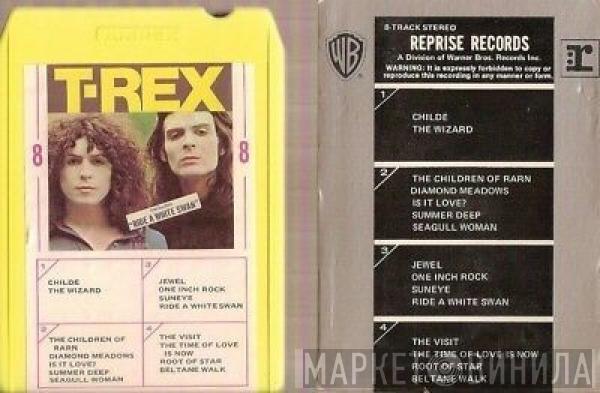 T-REX
8
8
"RIDE A WHITE SWAN"
1
CHILDE
THE WIZARD
3
JEWEL
ONE INCH ROCK
SUNEYE
RIDE A WHITE SWAN
2
THE CHILDREN OF
RARN
DIAMOND MEADOWS
IS IT LOVE?
SUMMER DEEP
SEAGULL WOMAN
4
THE VISIT
THE TIME OF LOVE
IS NOW
ROOT OF STAR
BELTANE WALK
WB
8-TRACK STEREO
REPRISE RECORDS
A Division of Warner Bros. Records Inc.
WARNING: It is expressly forbidden to copy or
reproduce this recording in any manner or form.
r
1
CHILDE
THE WIZARD
2
THE CHILDREN OF RARN
DIAMOND MEADOWS
IS IT LOVE?
SUMMER DEEP
SEAGULL WOMAN
3
JEWEL
ONE INCH ROCK
SUNEYE
RIDE A WHITE SWAN
4
THE VISIT
THE TIME OF LOVE IS NOW
ROOT OF STAR
BELTANE WALK
МАРКЕТ ВИНИЛА